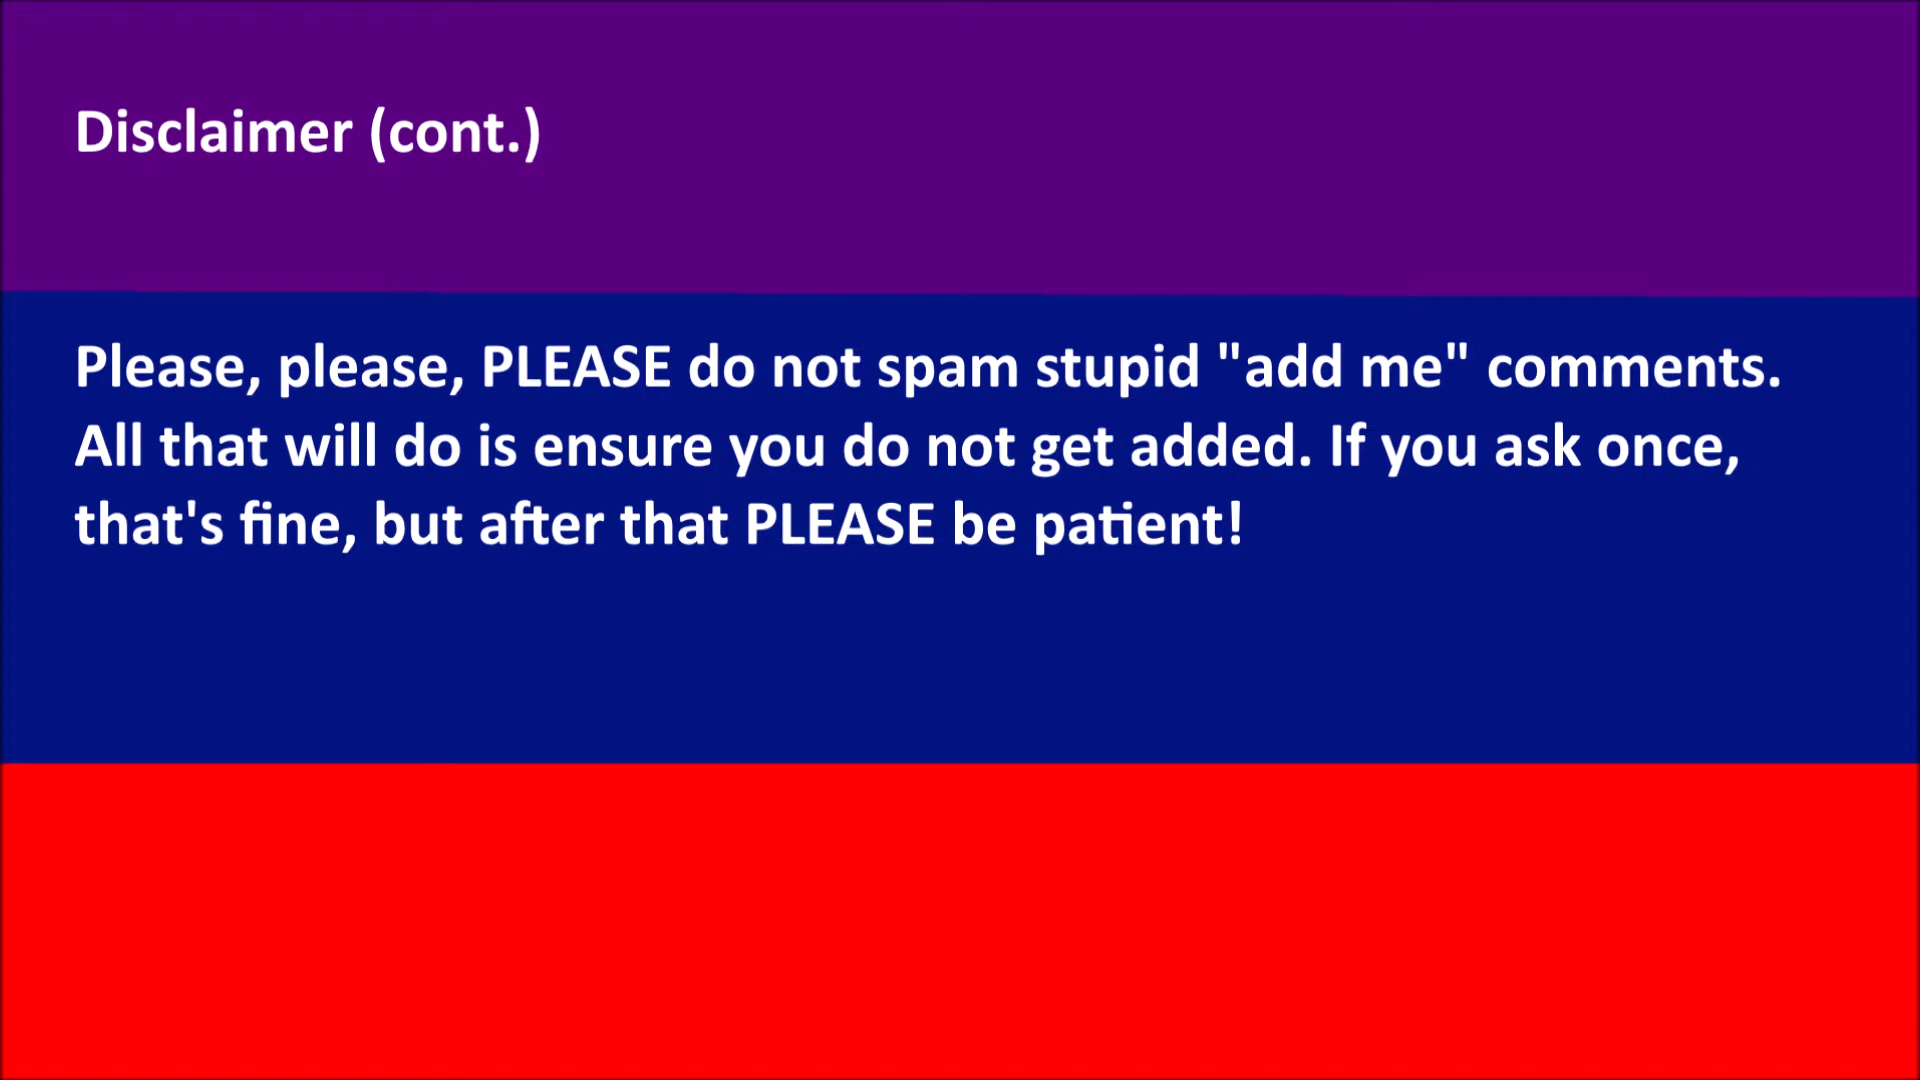 Disclaimer (cont.)
Please, please, PLEASE do not spam stupid "add me" comments.
All that will do is ensure you do not get added. If you ask once,
that's fine, but after that PLEASE be patient!